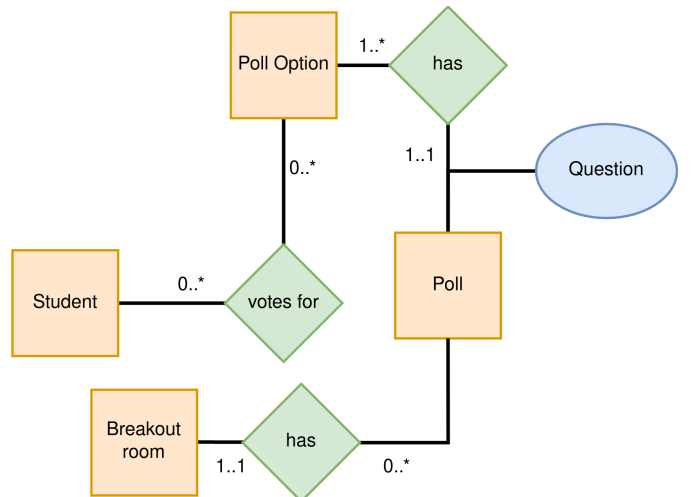 Poll Option
1..*
has
1..1
0..*
Question
Student
0..*
votes for
Poll
Breakout
room
1..1
has
0..*